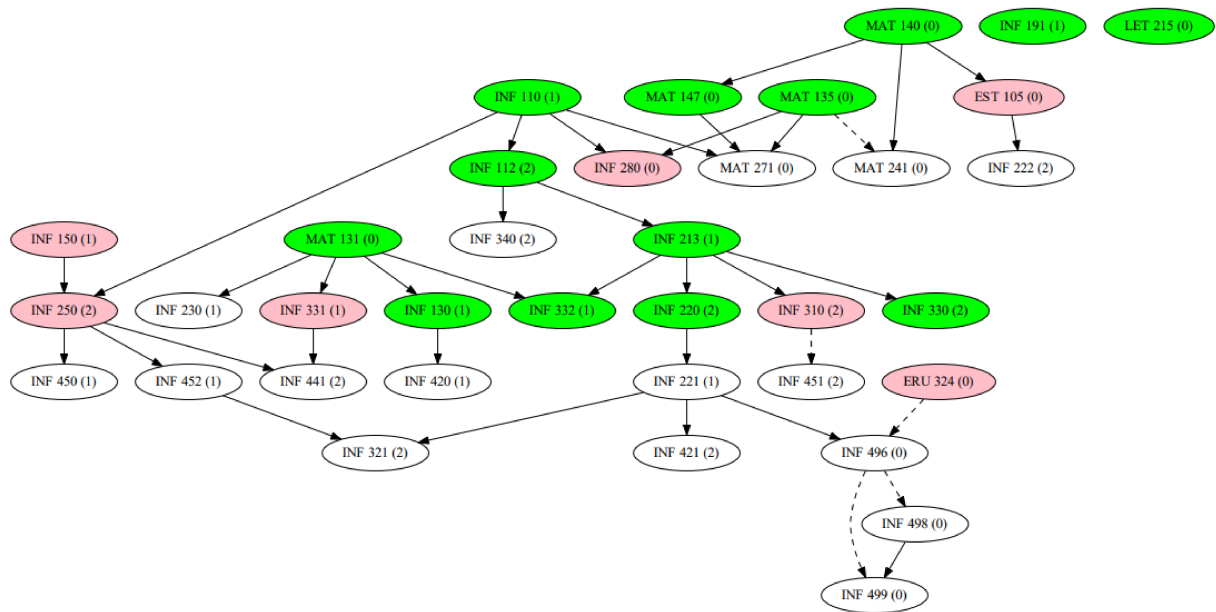 MAT 140 (0)
INF 191 (1)
LET 215 (0)
INF 110 (1)
MAT 147 (0)
MAT 135 (0)
EST 105 (0)
INF 112 (2)
INF 280 (0)
MAT 271 (0)
MAT 241 (0)
INF 222 (2)
INF 150 (1)
MAT 131 (0)
INF 340 (2)
INF 213 (1)
INF 250 (2)
INF 230 (1)
INF 331 (1)
INF 130 (1)
INF 332 (1)
INF 220 (2)
INF 310 (2)
INF 330 (2)
INF 450 (1)
INF 452 (1)
INF 441 (2)
INF 420 (1)
INF 221 (1)
INF 451 (2)
ERU 324 (0)
INF 321 (2)
INF 421 (2)
INF 496 (0)
INF 498 (0)
INF 499 (0)